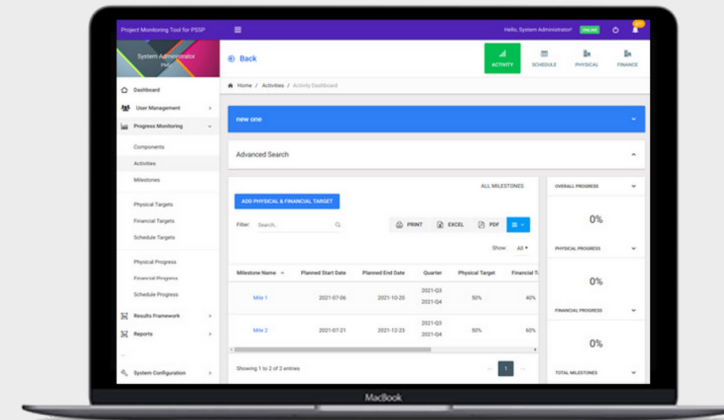 Project Monitoring Tool for PSSP
Hello, System Administrator!
ONLINE
System Administrator
Back
ACTIVITY
SCHEDULE
PHYSICAL
FINANCE
Home / Activities / Activity Dashboard
Dashboard
User Management
Progress Monitoring
Components
Activities
Milestones
Physical Targets
Financial Targets
Schedule Targets
Physical Progress
Financial Progress
Schedule Progress
Results Framework
Reports
System Configuration
new one
Advanced Search
ALL MILESTONES
ADD PHYSICAL & FINANCIAL TARGET
Filter: Search...
PRINT
EXCEL
PDF
Show: All
Milestone Name
Planned Start Date
Planned End Date
Quarter
Physical Target
Financial T
Mile 1
2021-07-06
2021-10-20
2021-Q3
2021-Q4
50%
40%
Mile 2
2021-07-21
2021-12-23
2021-Q3
2021-Q4
50%
60%
Showing 1 to 2 of 2 entries
1
OVERALL PROGRESS
0%
PHYSICAL PROGRESS
0%
FINANCIAL PROGRESS
0%
TOTAL MILESTONES
MacBook